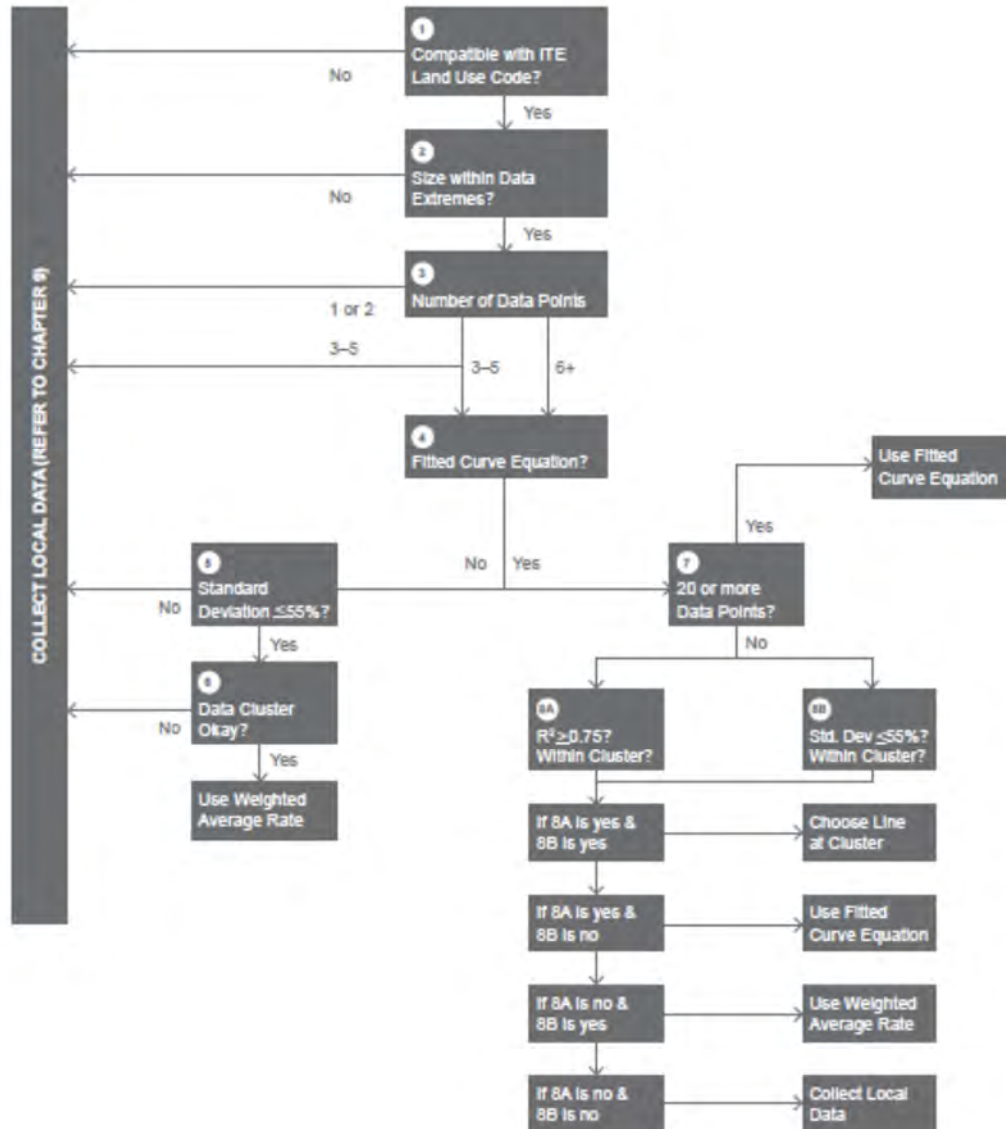 COLLECT LOCAL DATA (REFER TO CHAPTER 9)
1
Compatible with ITE
Land Use Code?
No
Yes
2
Size within Data
Extremes?
No
Yes
3
Number of Data Points
1 or 2
3–5
3–5
6+
4
Fitted Curve Equation?
No
Yes
5
Standard
Deviation ≤55%?
No
Yes
6
Data Cluster
Okay?
No
Yes
Use Weighted
Average Rate
7
20 or more
Data Points?
Yes
Use Fitted
Curve Equation
No
8A
R² ≥0.75?
Within Cluster?
8B
Std. Dev ≤55%?
Within Cluster?
If 8A is yes &
8B is yes
Choose Line
at Cluster
If 8A is yes &
8B is no
Use Fitted
Curve Equation
If 8A is no &
8B is yes
Use Weighted
Average Rate
If 8A is no &
8B is no
Collect Local
Data